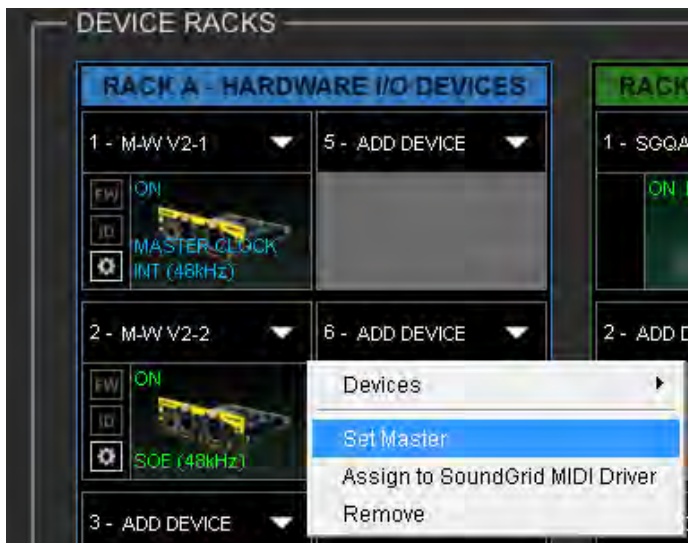 DEVICE RACKS
RACK A - HARDWARE I/O DEVICES
RACK
1 - M-W V2-1
5 - ADD DEVICE
1 - SGQA
FW
ON
ID
MASTER CLOCK
INT (48kHz)
ON
2 - M-W V2-2
6 - ADD DEVICE
2 - ADD D
FW
ON
ID
SOE (48kHz)
Devices
Set Master
Assign to SoundGrid MIDI Driver
Remove
3 - ADD DEVICE